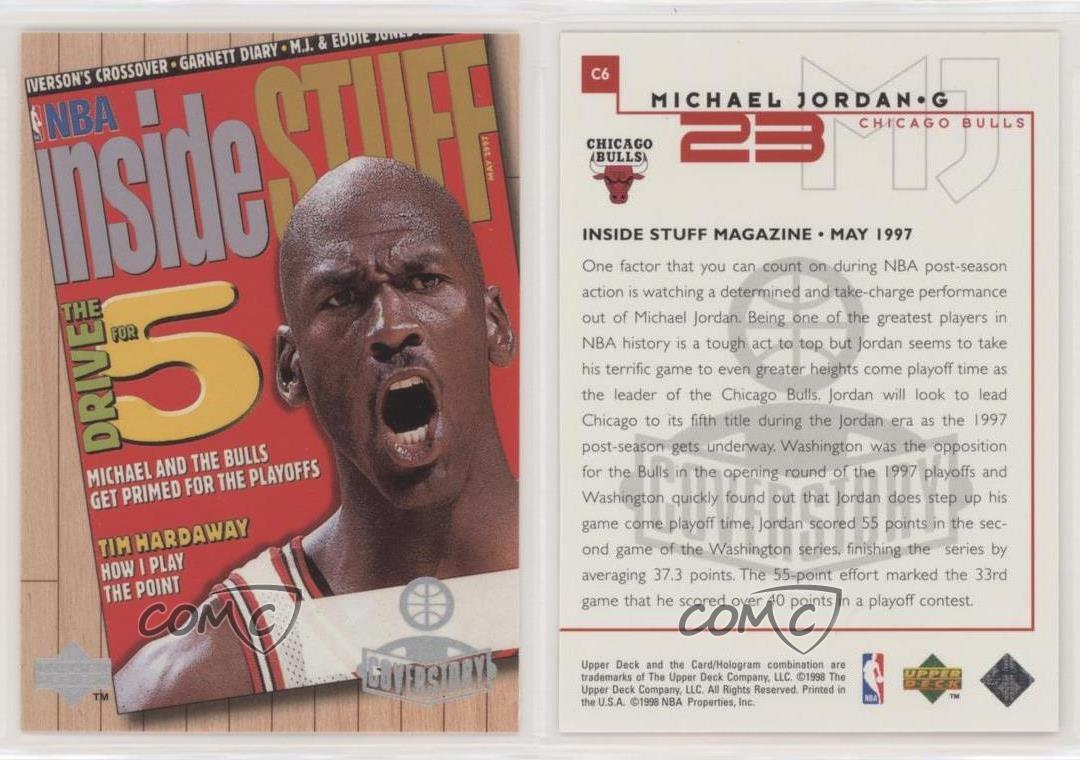 IVERSON'S CROSSOVER • GARNETT DIARY • M.J. & EDDIE JONES
NBA
inside STUFF
MAY 1997
THE DRIVE FOR 5
MICHAEL AND THE BULLS
GET PRIMED FOR THE PLAYOFFS
TIM HARDAWAY
HOW I PLAY
THE POINT
COMC
COVERSTORY
UPPER DECK
TM
C6
MJ
MICHAEL JORDAN•G
CHICAGO BULLS
23
CHICAGO
BULLS
INSIDE STUFF MAGAZINE • MAY 1997
One factor that you can count on during NBA post-season
action is watching a determined and take-charge performance
out of Michael Jordan. Being one of the greatest players in
NBA history is a tough act to top but Jordan seems to take
his terrific game to even greater heights come playoff time as
the leader of the Chicago Bulls. Jordan will look to lead
Chicago to its fifth title during the Jordan era as the 1997
post-season gets underway. Washington was the opposition
for the Bulls in the opening round of the 1997 playoffs and
Washington quickly found out that Jordan does step up his
game come playoff time. Jordan scored 55 points in the sec-
ond game of the Washington series, finishing the series by
averaging 37.3 points. The 55-point effort marked the 33rd
game that he scored over 40 points in a playoff contest.
COVERSTORY
COMC
Upper Deck and the Card/Hologram combination are
trademarks of The Upper Deck Company, LLC. ©1998 The
Upper Deck Company, LLC. All Rights Reserved. Printed in
the U.S.A. ©1998 NBA Properties, Inc.
NBA
UPPER
DECK
TM